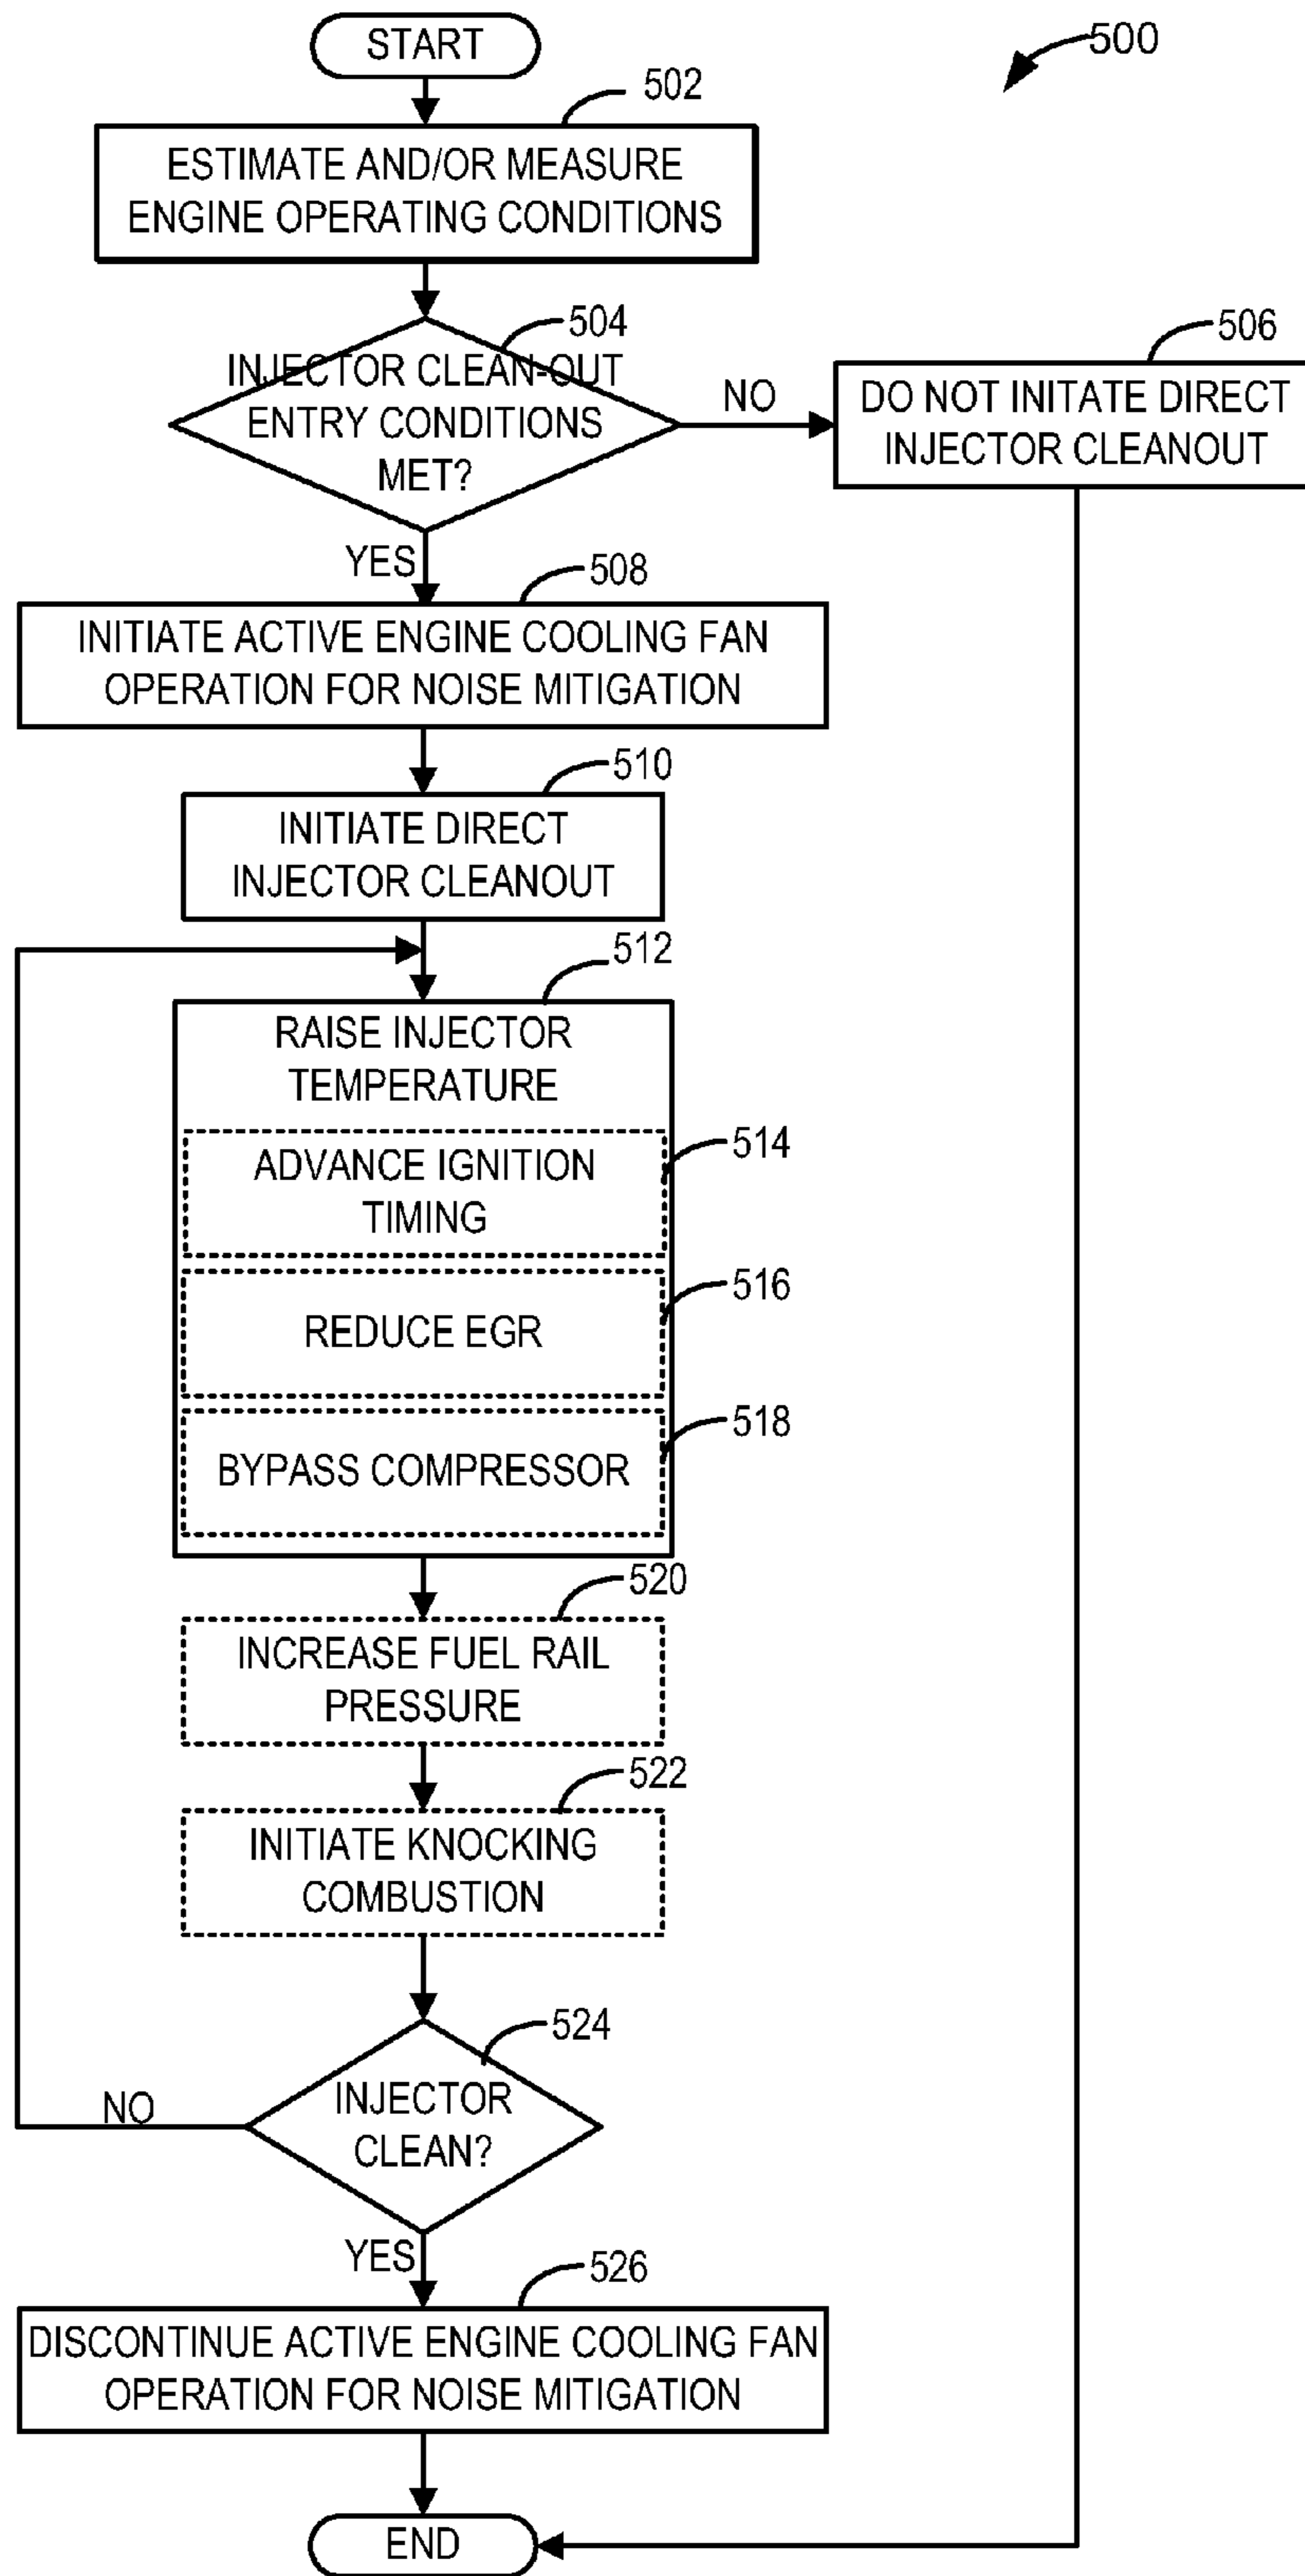 START
500
502
ESTIMATE AND/OR MEASURE
ENGINE OPERATING CONDITIONS
504
INJECTOR CLEAN-OUT
ENTRY CONDITIONS
MET?
NO
506
DO NOT INITATE DIRECT
INJECTOR CLEANOUT
YES
508
INITIATE ACTIVE ENGINE COOLING FAN
OPERATION FOR NOISE MITIGATION
510
INITIATE DIRECT
INJECTOR CLEANOUT
512
RAISE INJECTOR
TEMPERATURE
514
ADVANCE IGNITION
TIMING
516
REDUCE EGR
518
BYPASS COMPRESSOR
520
INCREASE FUEL RAIL
PRESSURE
522
INITIATE KNOCKING
COMBUSTION
524
INJECTOR
CLEAN?
NO
YES
526
DISCONTINUE ACTIVE ENGINE COOLING FAN
OPERATION FOR NOISE MITIGATION
END